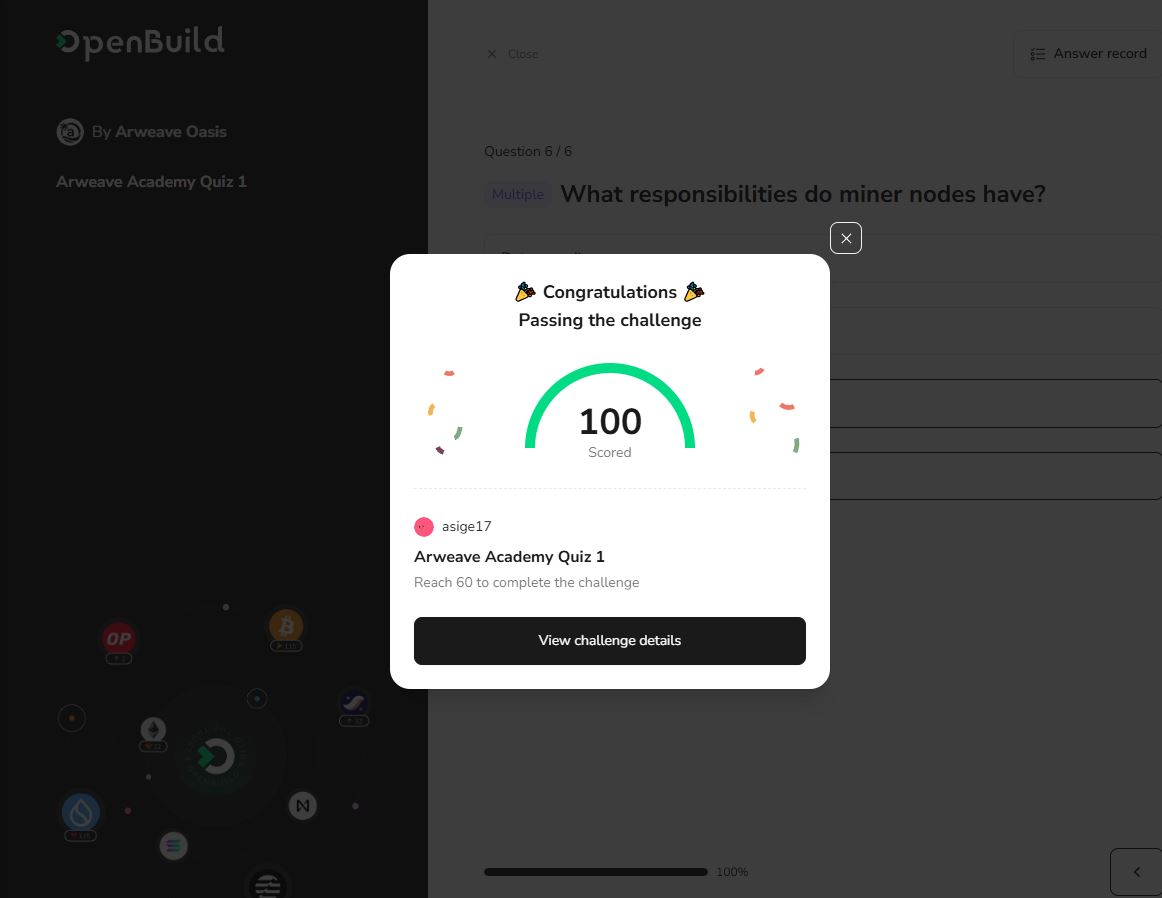 OpenBuild
By Arweave Oasis
Arweave Academy Quiz 1
Close
Answer record
Question 6 / 6
Multiple
What responsibilities do miner nodes have?
Congratulations
Passing the challenge
100
Scored
asige17
Arweave Academy Quiz 1
Reach 60 to complete the challenge
View challenge details
OP
100%